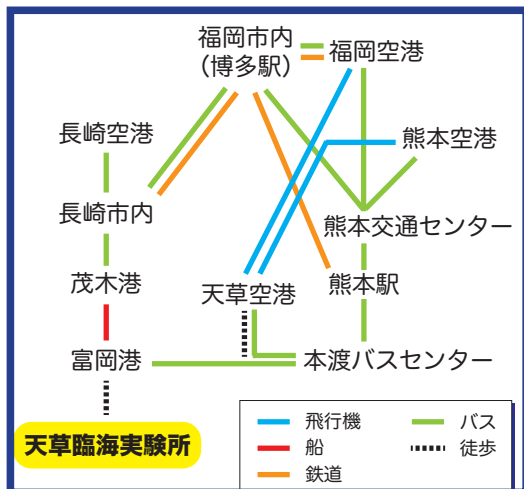 福岡市内
(博多駅)
福岡空港
長崎空港
熊本空港
長崎市内
熊本交通センター
茂木港
天草空港
熊本駅
富岡港
本渡バスセンター
天草臨海実験所
飛行機
バス
船
徒歩
鉄道